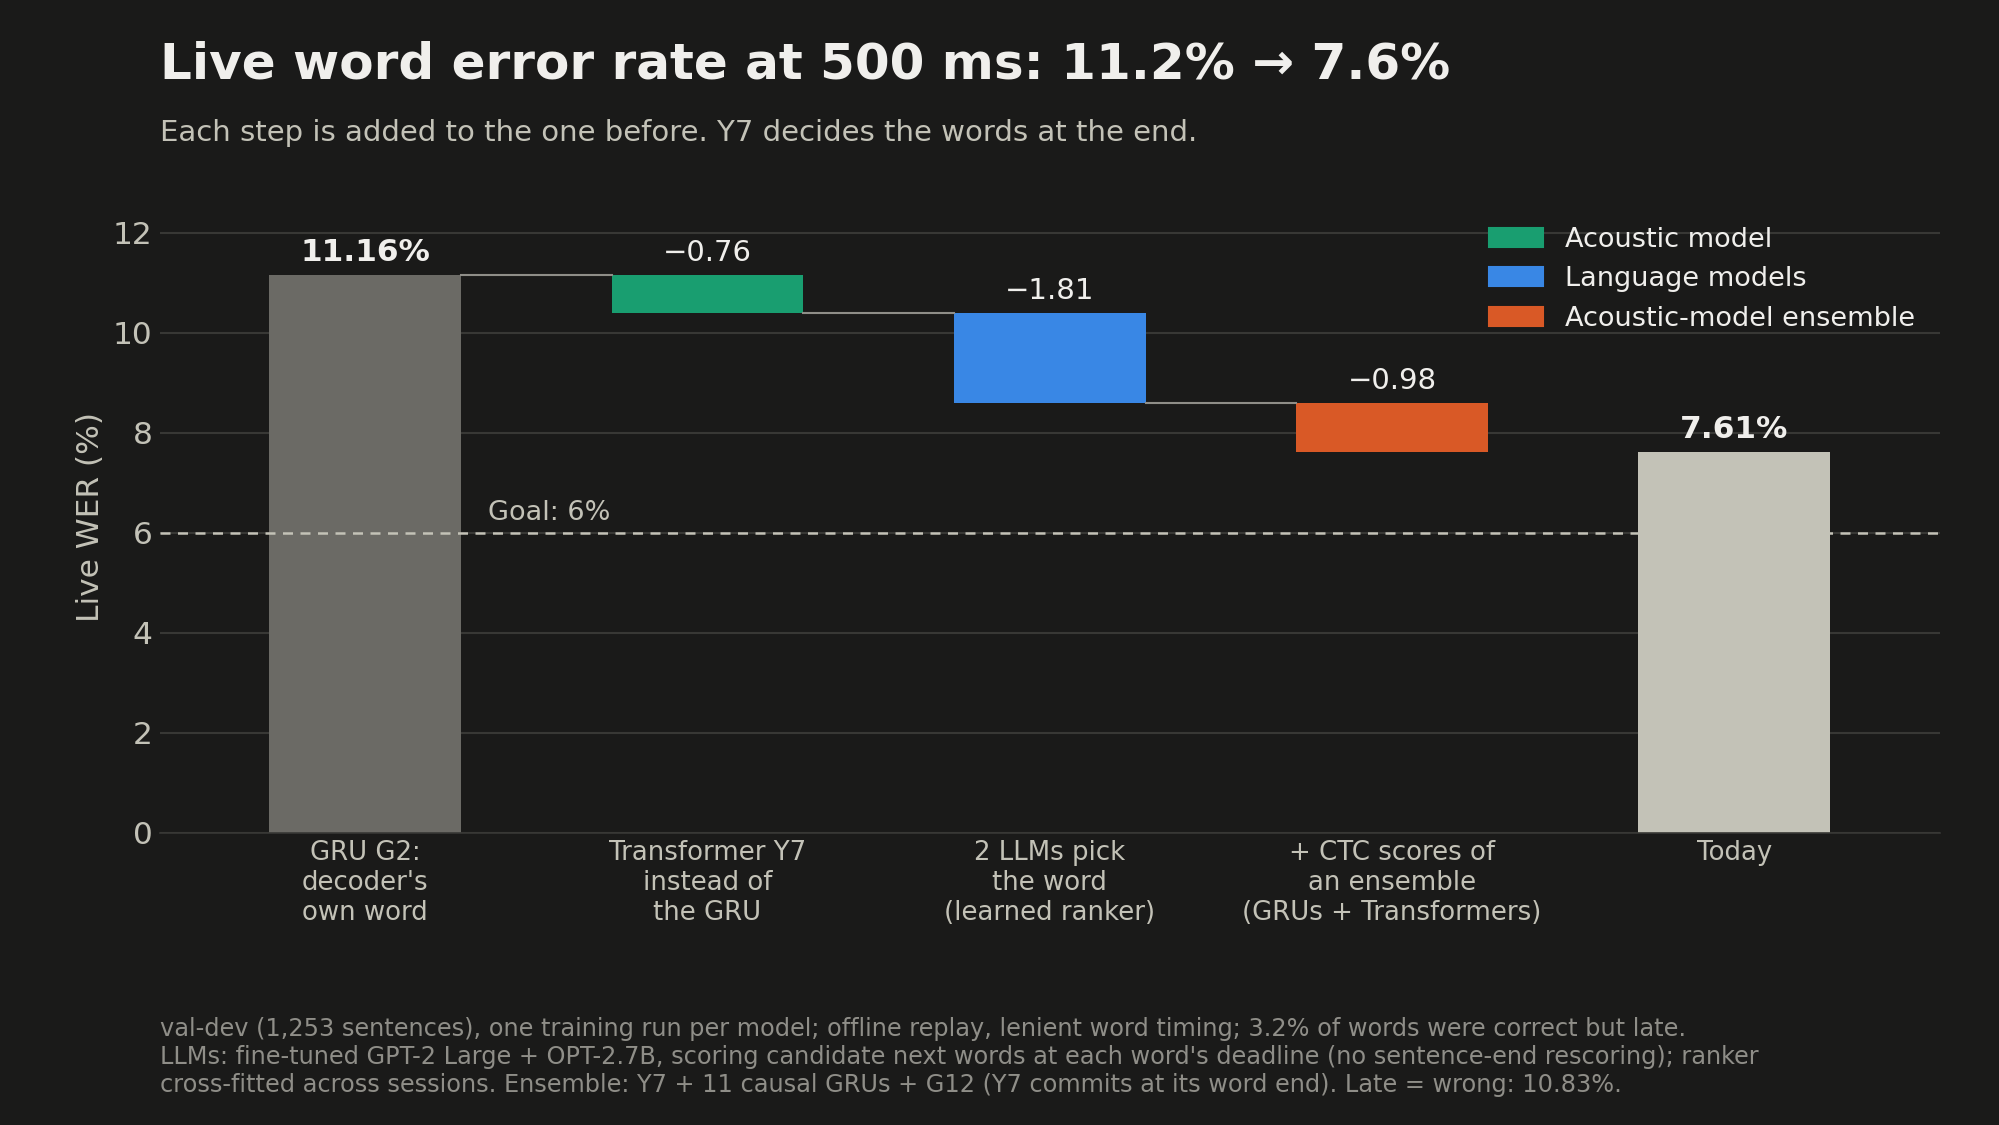 Live word error rate at 500 ms: 11.2% → 7.6%
Each step is added to the one before. Y7 decides the words at the end.
Live WER (%)
12
10
8
6
4
2
0
11.16%
−0.76
−1.81
−0.98
7.61%
Acoustic model
Language models
Acoustic-model ensemble
Goal: 6%
GRU G2:
decoder's
own word
Transformer Y7
instead of
the GRU
2 LLMs pick
the word
(learned ranker)
+ CTC scores of
an ensemble
(GRUs + Transformers)
Today
val-dev (1,253 sentences), one training run per model; offline replay, lenient word timing; 3.2% of words were correct but late.
LLMs: fine-tuned GPT-2 Large + OPT-2.7B, scoring candidate next words at each word's deadline (no sentence-end rescoring); ranker
cross-fitted across sessions. Ensemble: Y7 + 11 causal GRUs + G12 (Y7 commits at its word end). Late = wrong: 10.83%.